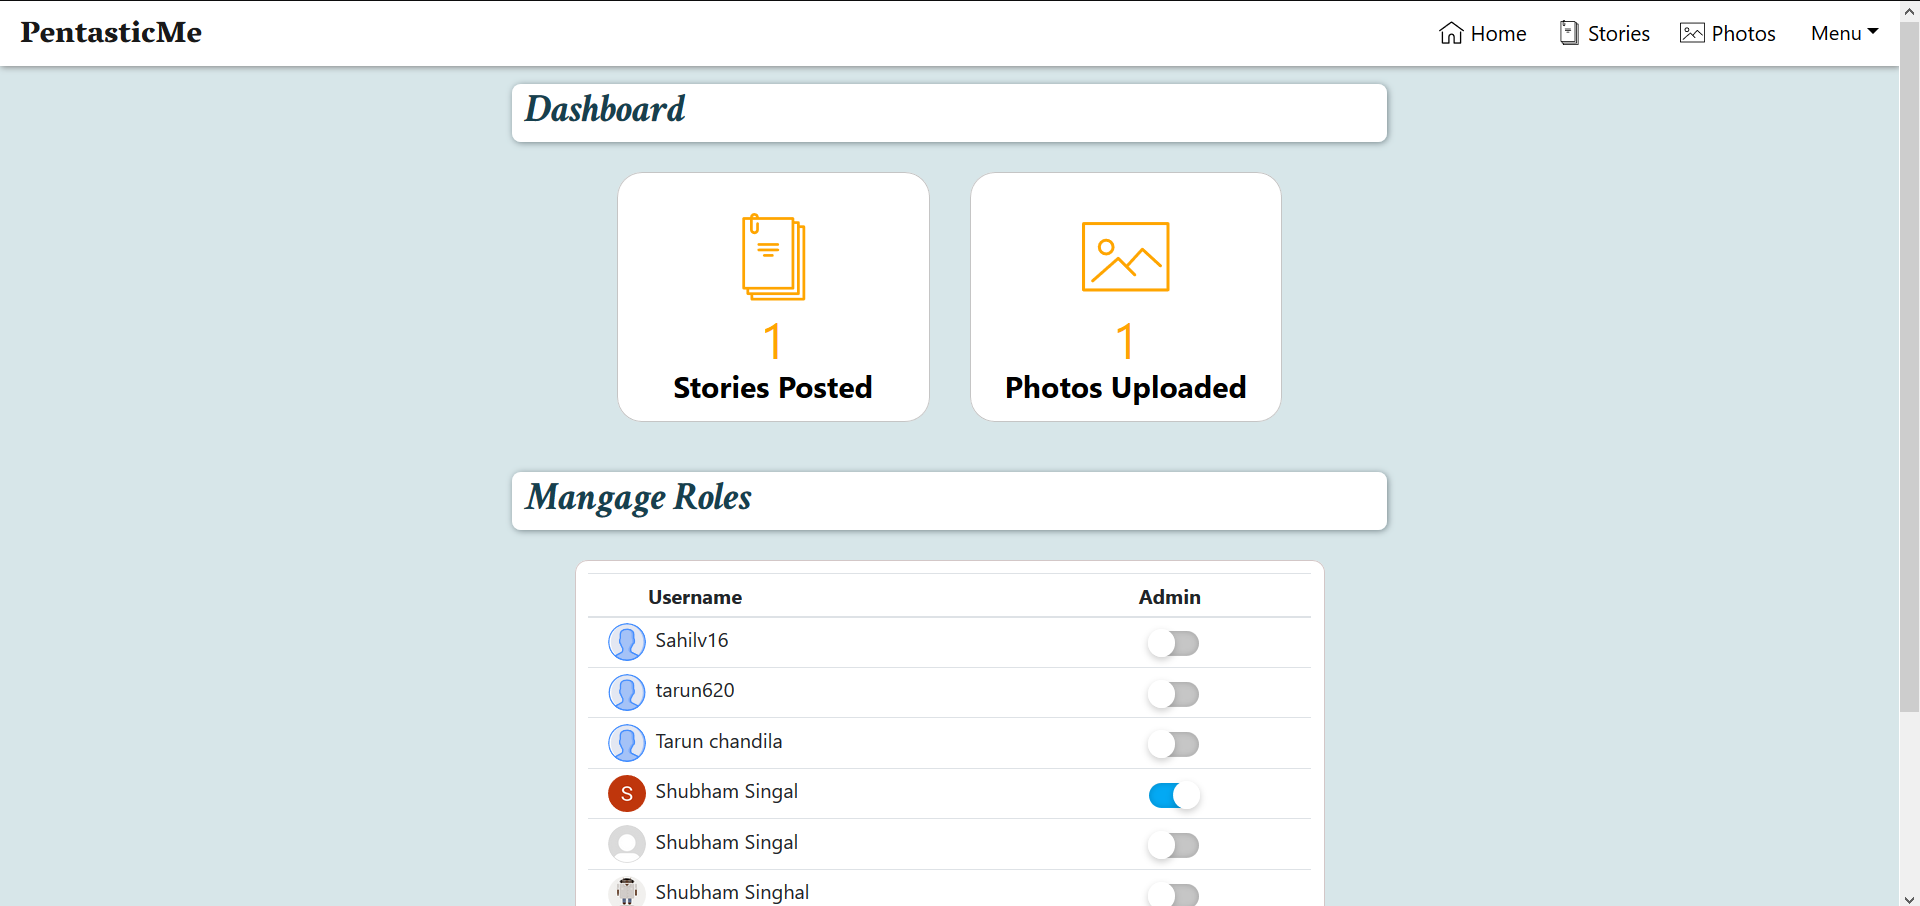 PentasticMe
Home Stories Photos Menu
Dashboard
1 1
Stories Posted Photos Uploaded
Mangage Roles
Username Admin
Sahilv16
tarun620
Tarun chandila
S Shubham Singal
Shubham Singal
Shubham Singhal